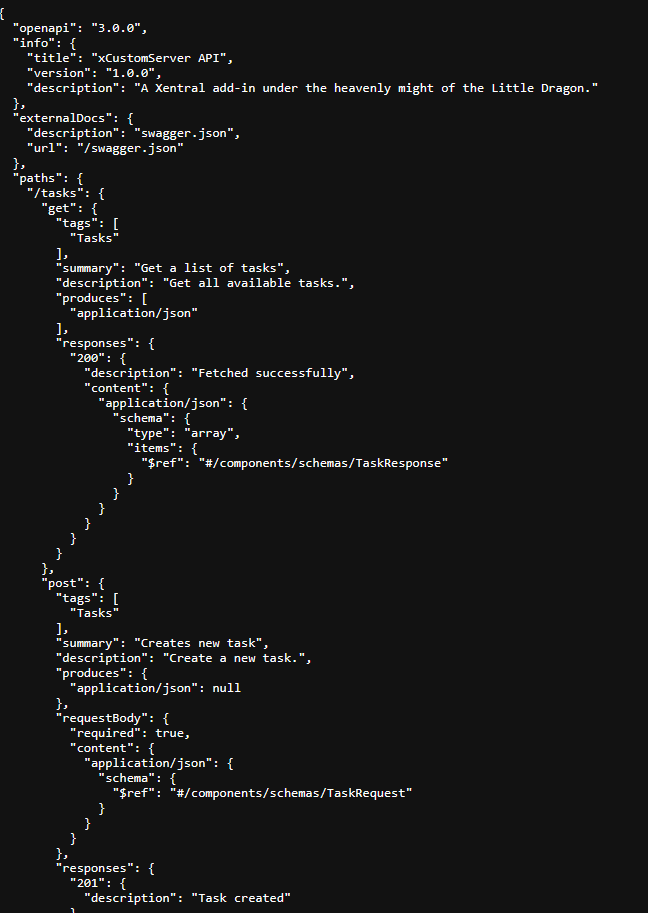 {
  "openapi": "3.0.0",
  "info": {
    "title": "xCustomServer API",
    "version": "1.0.0",
    "description": "A Xentral add-in under the heavenly might of the Little Dragon."
  },
  "externalDocs": {
    "description": "swagger.json",
    "url": "/swagger.json"
  },
  "paths": {
    "/tasks": {
      "get": {
        "tags": [
          "Tasks"
        ],
        "summary": "Get a list of tasks",
        "description": "Get all available tasks.",
        "produces": [
          "application/json"
        ],
        "responses": {
          "200": {
            "description": "Fetched successfully",
            "content": {
              "application/json": {
                "schema": {
                  "type": "array",
                  "items": {
                    "$ref": "#/components/schemas/TaskResponse"
                  }
                }
              }
            }
          }
        }
      },
      "post": {
        "tags": [
          "Tasks"
        ],
        "summary": "Creates new task",
        "description": "Create a new task.",
        "produces": {
          "application/json": null
        },
        "requestBody": {
          "required": true,
          "content": {
            "application/json": {
              "schema": {
                "$ref": "#/components/schemas/TaskRequest"
              }
            }
          }
        },
        "responses": {
          "201": {
            "description": "Task created"
          }